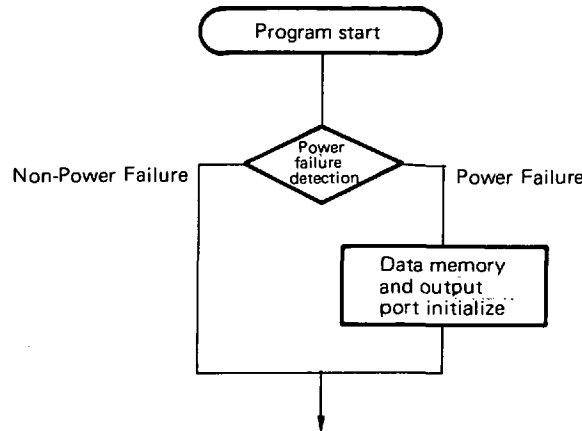 Program start
Power
failure
detection
Non-Power Failure
Power Failure
Data memory
and output
port initialize